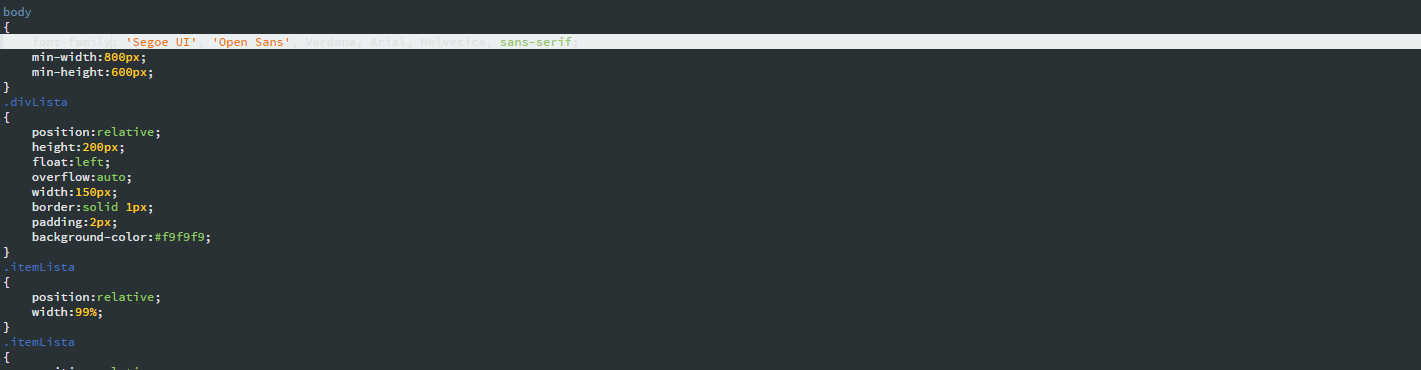 body
{
font-family: 'Segoe UI', 'Open Sans', Verdana, Arial, Helvetica, sans-serif;
min-width:800px;
min-height:600px;
}
.divLista
{
position:relative;
height:200px;
float:left;
overflow:auto;
width:150px;
border:solid 1px;
padding:2px;
background-color:#f9f9f9;
}
.itemLista
{
position:relative;
width:99%;
}
.itemLista
{